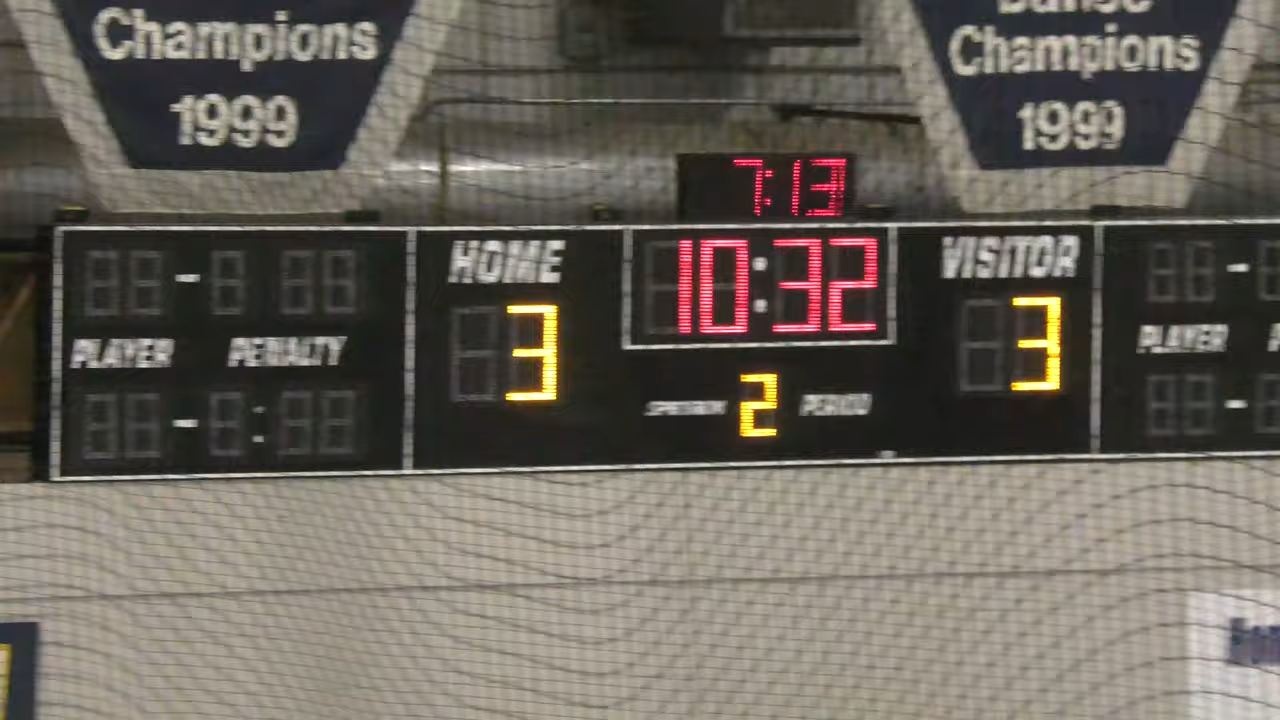 Champions
1999
Champions
1999
7:13
HOME
10:32
VISITOR
3
3
PLAYER
PENALTY
2
PERIOD
PLAYER